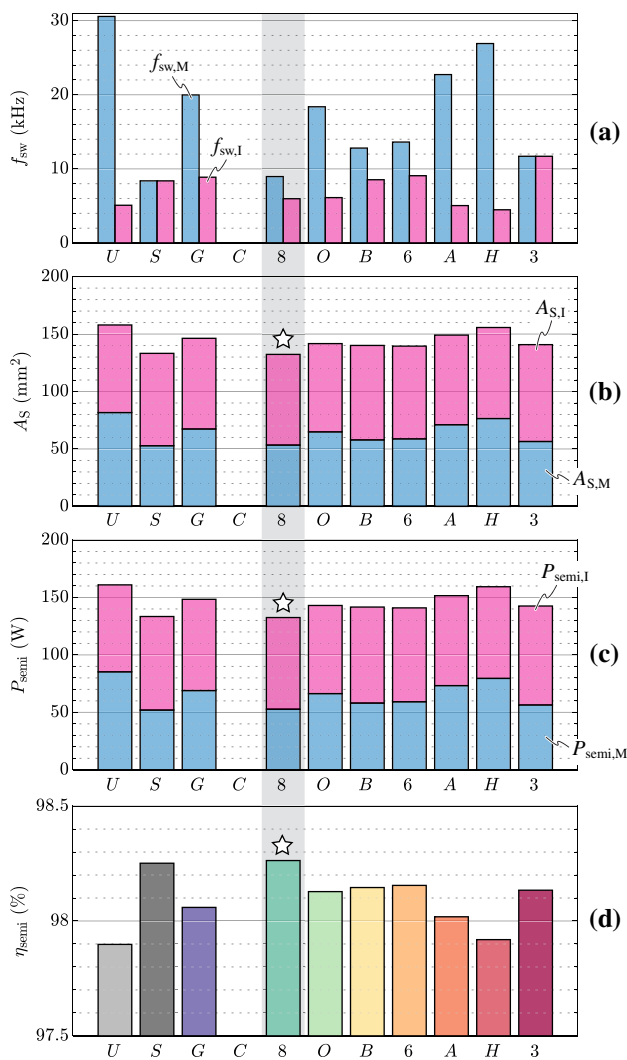 30
20
10
0
f_sw (kHz)
f_sw,M
f_sw,I
U S G C 8 O B 6 A H 3
(a)
200
150
100
50
0
A_S (mm²)
A_S,I
A_S,M
U S G C 8 O B 6 A H 3
(b)
200
150
100
50
0
P_semi (W)
P_semi,I
P_semi,M
U S G C 8 O B 6 A H 3
(c)
98.5
98
97.5
η_semi (%)
U S G C 8 O B 6 A H 3
(d)